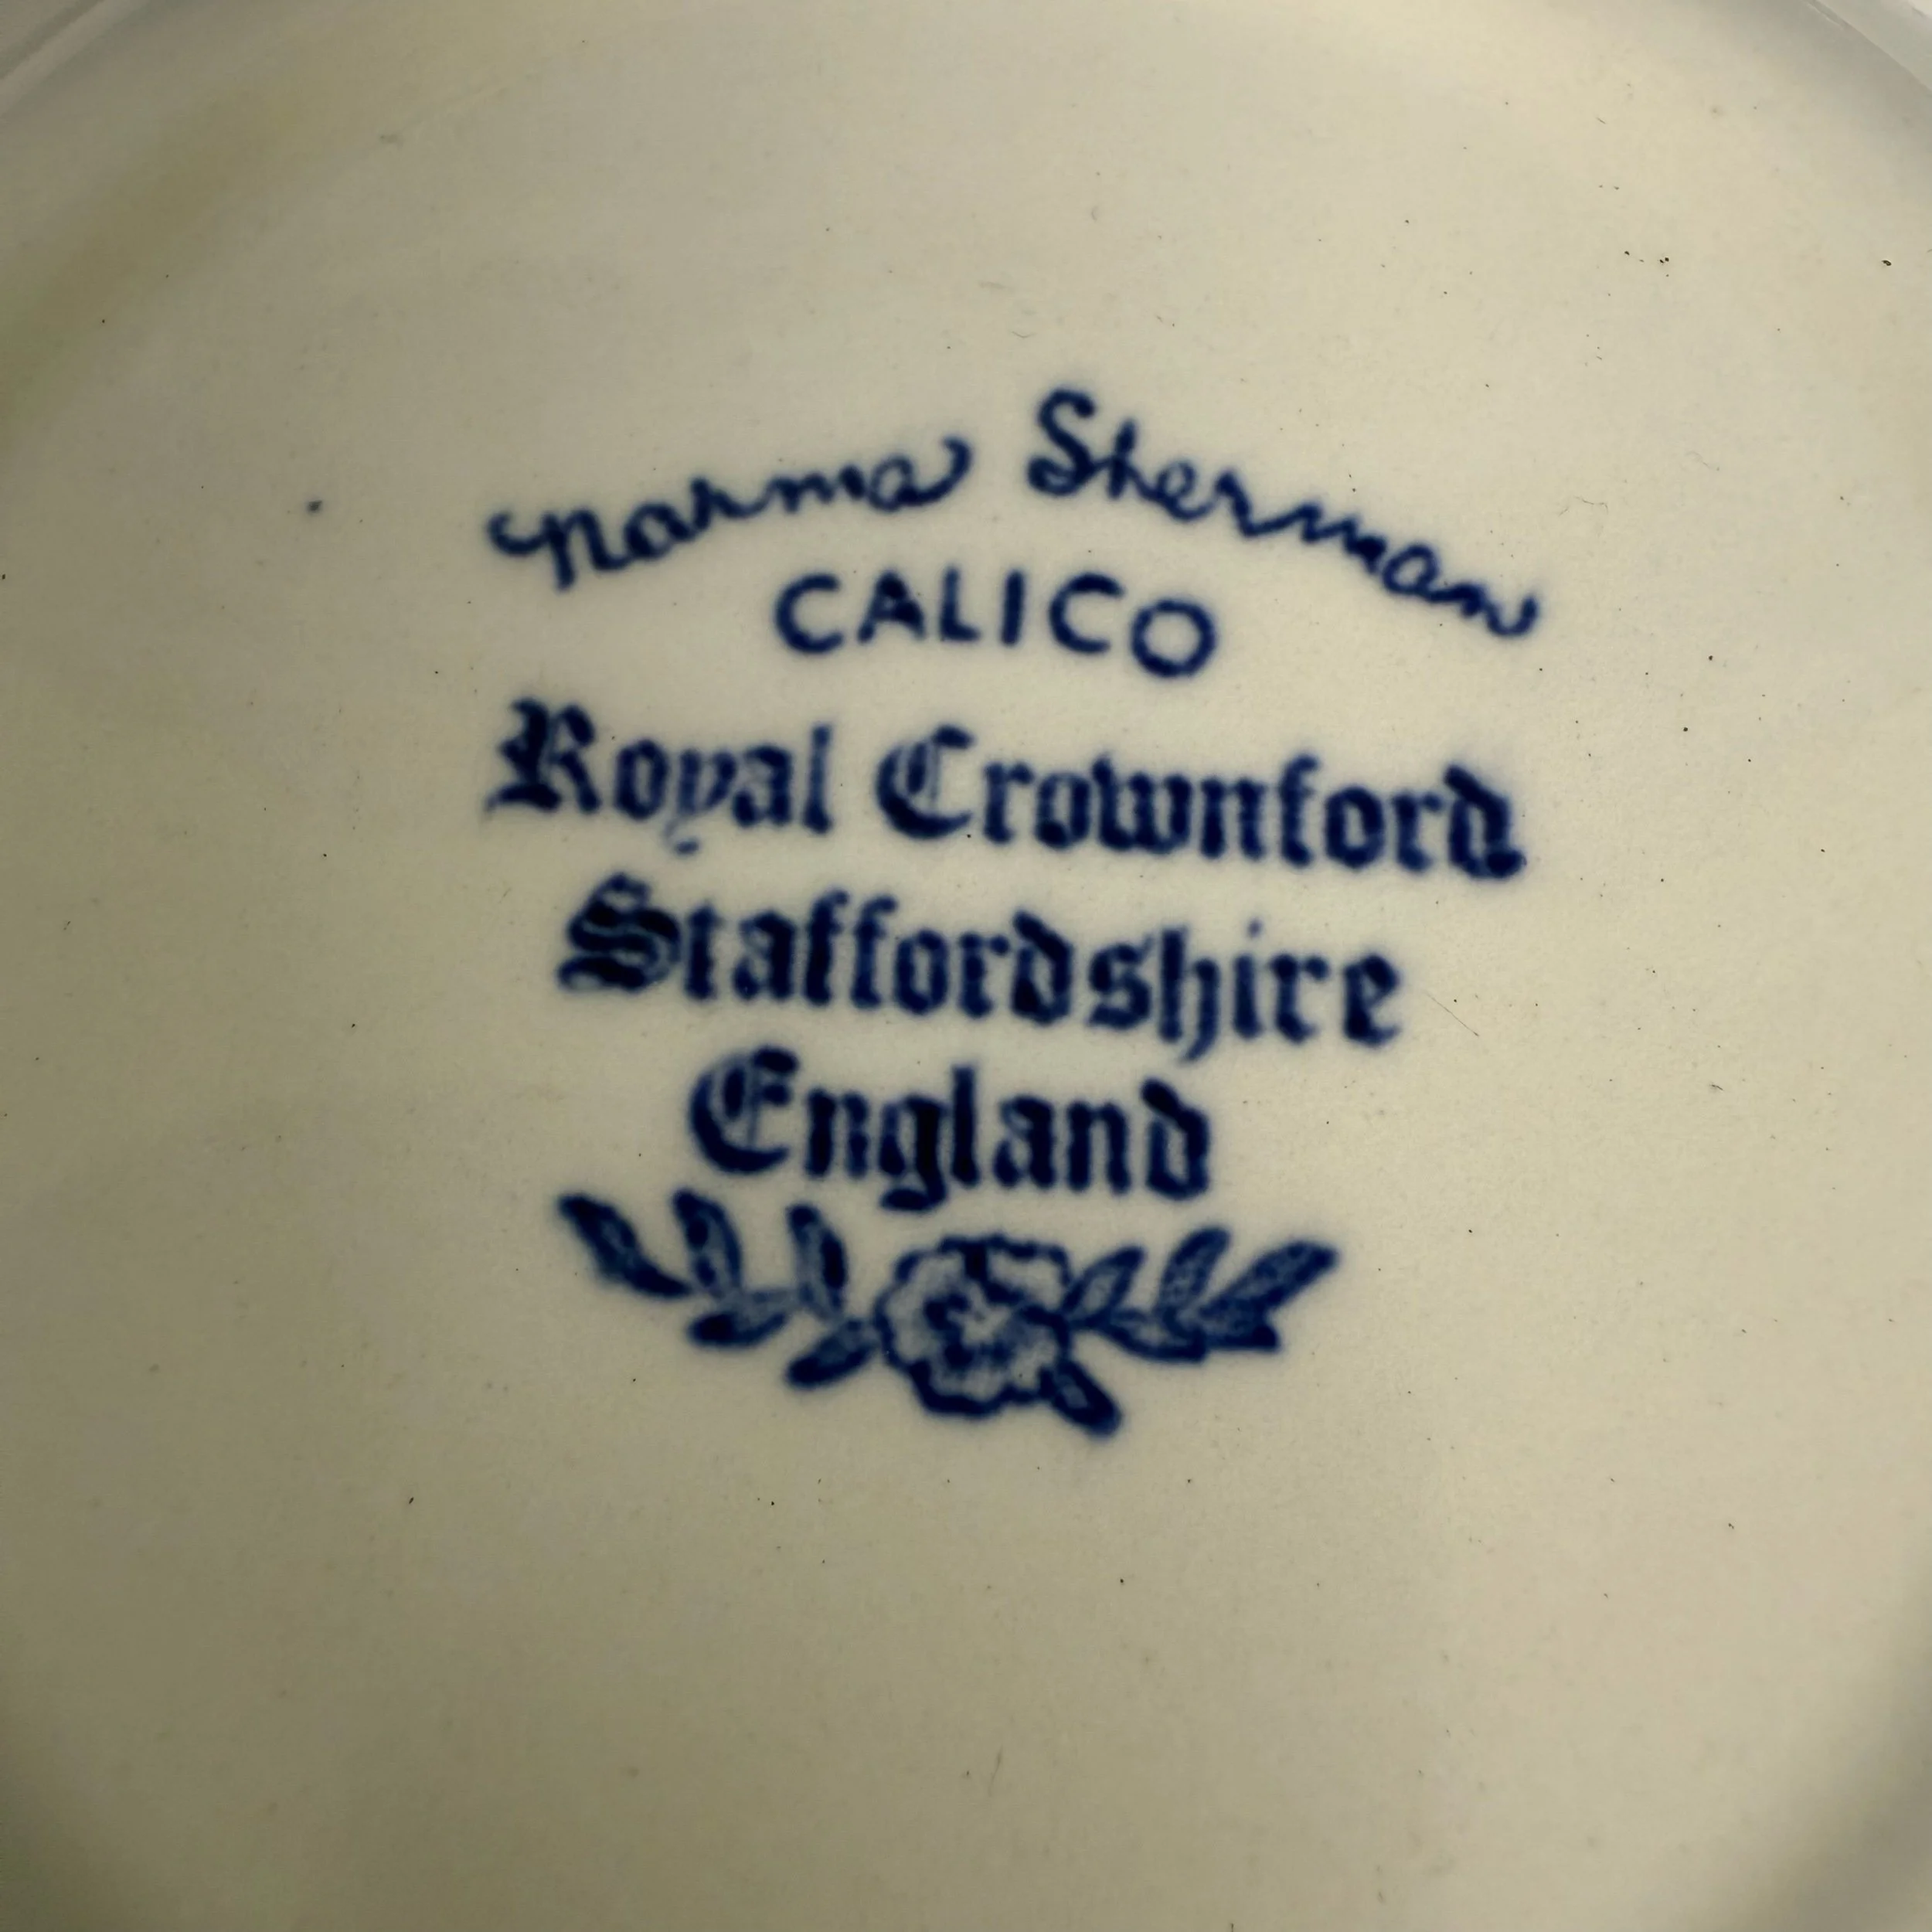 Norma Sherman
CALICO
Royal Crownford
Staffordshire
England